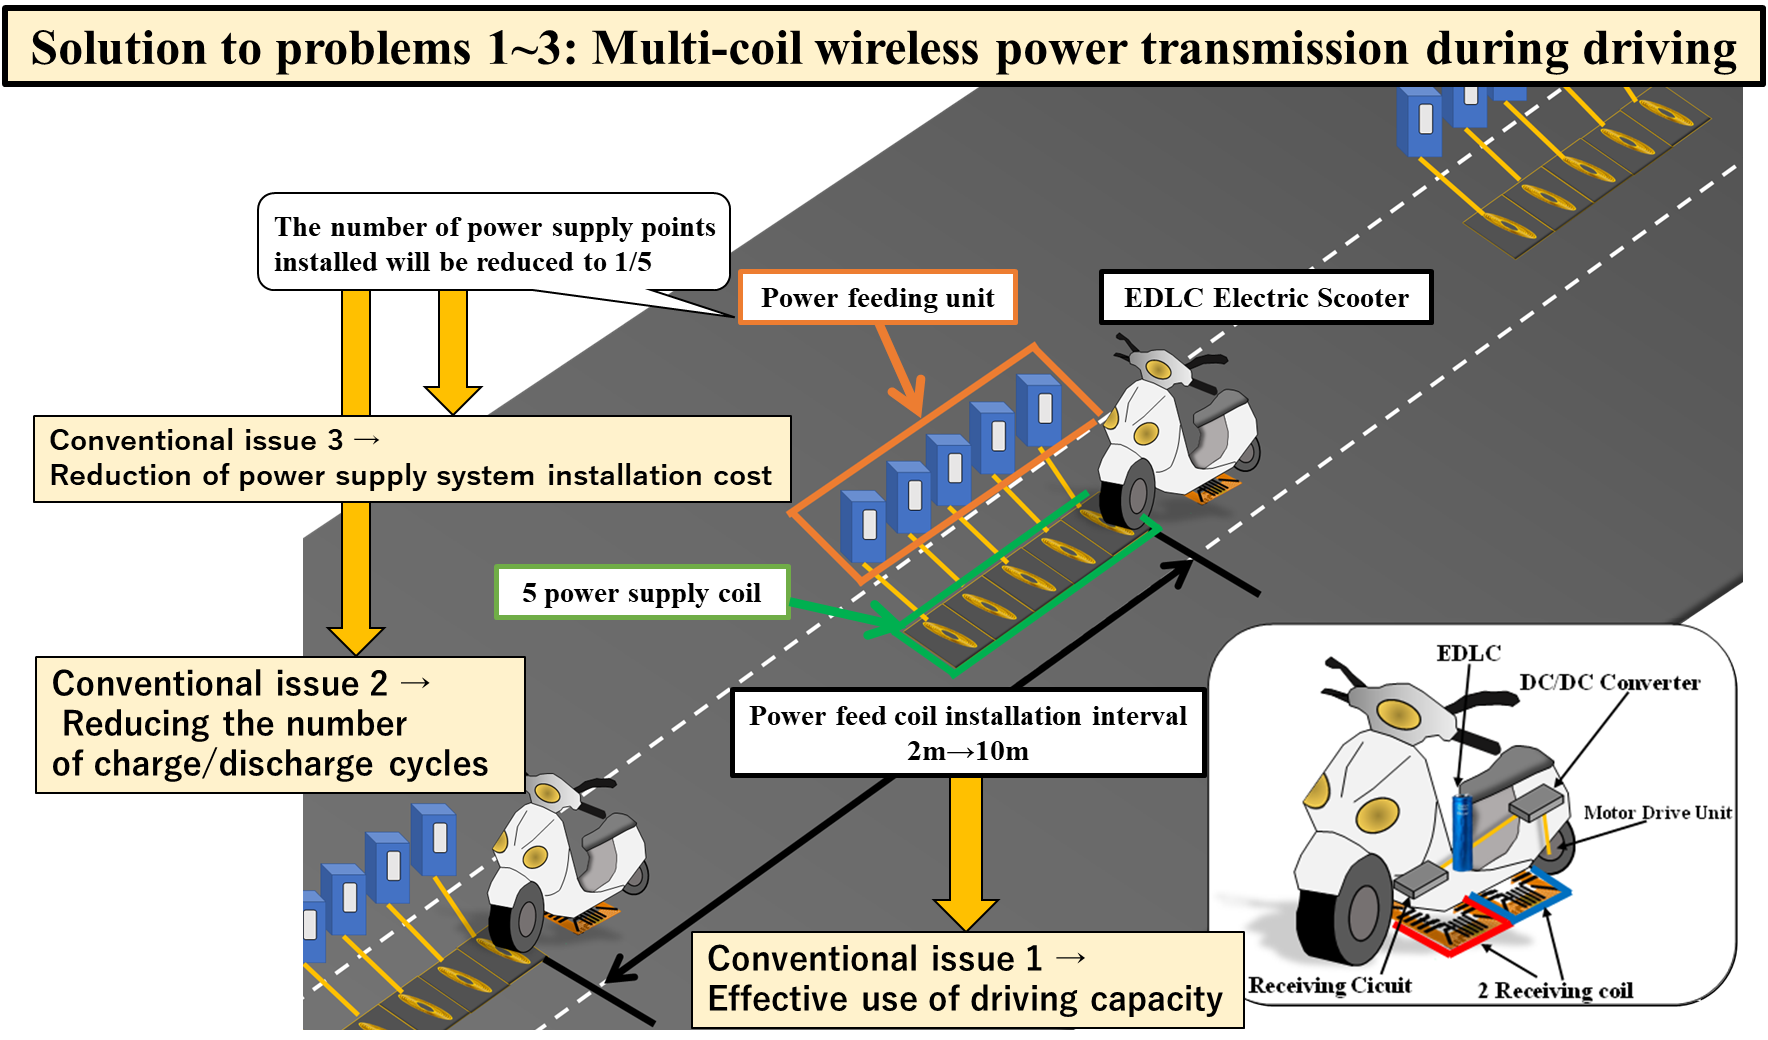 Solution to problems 1~3: Multi-coil wireless power transmission during driving
The number of power supply points
installed will be reduced to 1/5
Power feeding unit
EDLC Electric Scooter
Conventional issue 3 →
Reduction of power supply system installation cost
5 power supply coil
Conventional issue 2 →
Reducing the number
of charge/discharge cycles
Power feed coil installation interval
2m→10m
Conventional issue 1 →
Effective use of driving capacity
EDLC
DC/DC Converter
Motor Drive Unit
Receiving Cicuit
2 Receiving coil